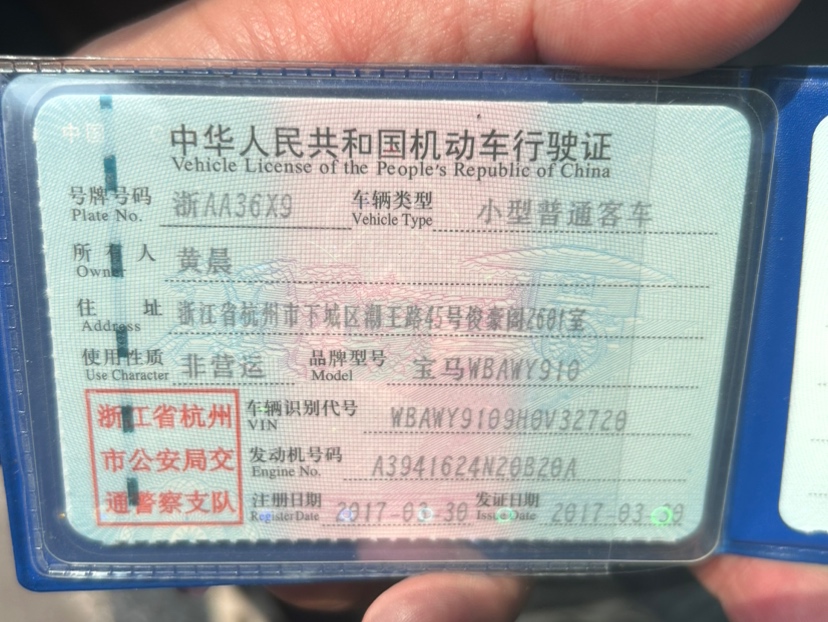 中国
中华人民共和国机动车行驶证
Vehicle License of the People's Republic of China
号牌号码 浙AA36X9 车辆类型 小型普通客车
Plate No. Vehicle Type
所有人 黄晨
Owner
住址 浙江省杭州市下城区潮王路45号俊豪阁2601室
Address
使用性质 非营运 品牌型号 宝马WBAWY910
Use Character Model
浙江省杭州 车辆识别代号 WBAWY9109H0V32720
VIN
市公安局交 发动机号码 A3941624N20B20A
Engine No.
通警察支队 注册日期 2017-03-30 发证日期 2017-03-30
Register Date Issue Date